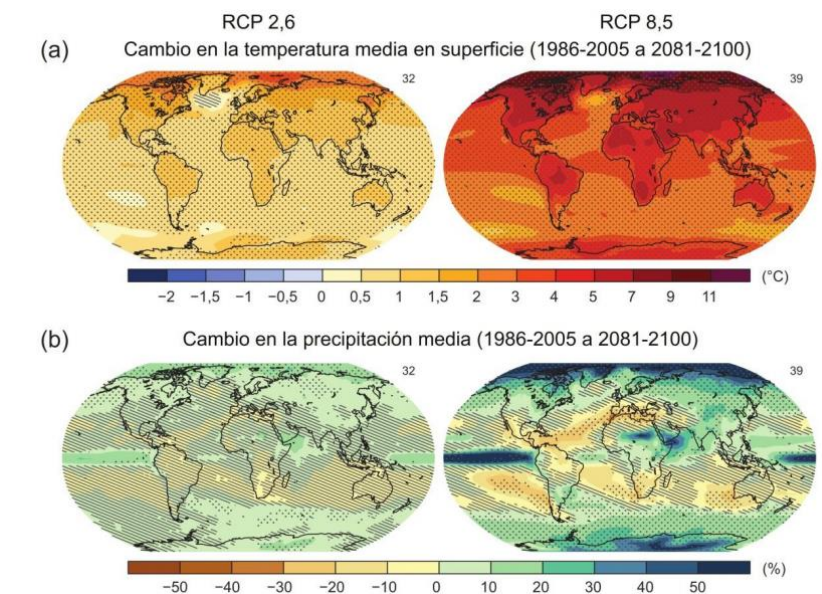 RCP 2,6 RCP 8,5
(a) Cambio en la temperatura media en superficie (1986-2005 a 2081-2100)
32 39
−2 −1,5 −1 −0,5 0 0,5 1 1,5 2 3 4 5 7 9 11 (°C)
(b) Cambio en la precipitación media (1986-2005 a 2081-2100)
32 39
−50 −40 −30 −20 −10 0 10 20 30 40 50 (%)